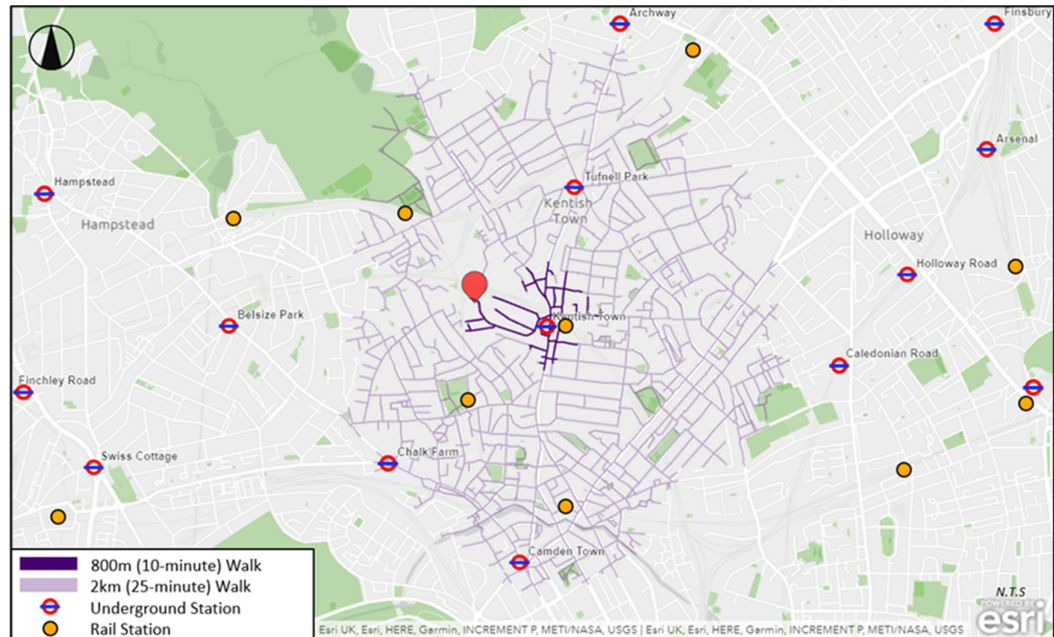 Archway
Finsbury
Arsenal
Hampstead
Tufnell Park
Kentish
Town
Hampstead
Holloway
Holloway Road
Belsize Park
Kentish Town
Caledonian Road
Finchley Road
Chalk Farm
Swiss Cottage
Camden Town
800m (10-minute) Walk
2km (25-minute) Walk
Underground Station
Rail Station
N.T.S
POWERED BY
esri
Esri UK, Esri, HERE, Garmin, INCREMENT P, METI/NASA, USGS | Esri UK, Esri, HERE, Garmin, INCREMENT P, METI/NASA, USGS